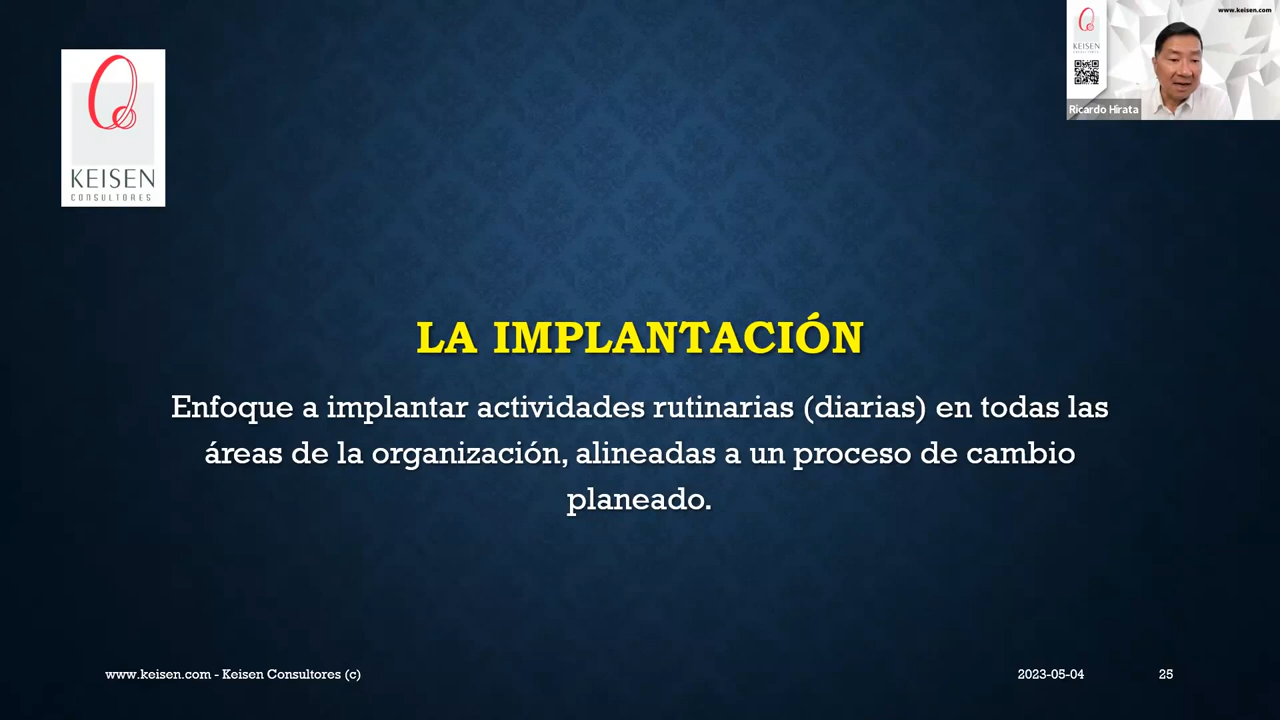 www.keisen.com
KEISEN
CONSULTORES
Ricardo Hirata
KEISEN
CONSULTORES
LA IMPLANTACIÓN
Enfoque a implantar actividades rutinarias (diarias) en todas las
áreas de la organización, alineadas a un proceso de cambio
planeado.
www.keisen.com - Keisen Consultores (c)
2023-05-04
25